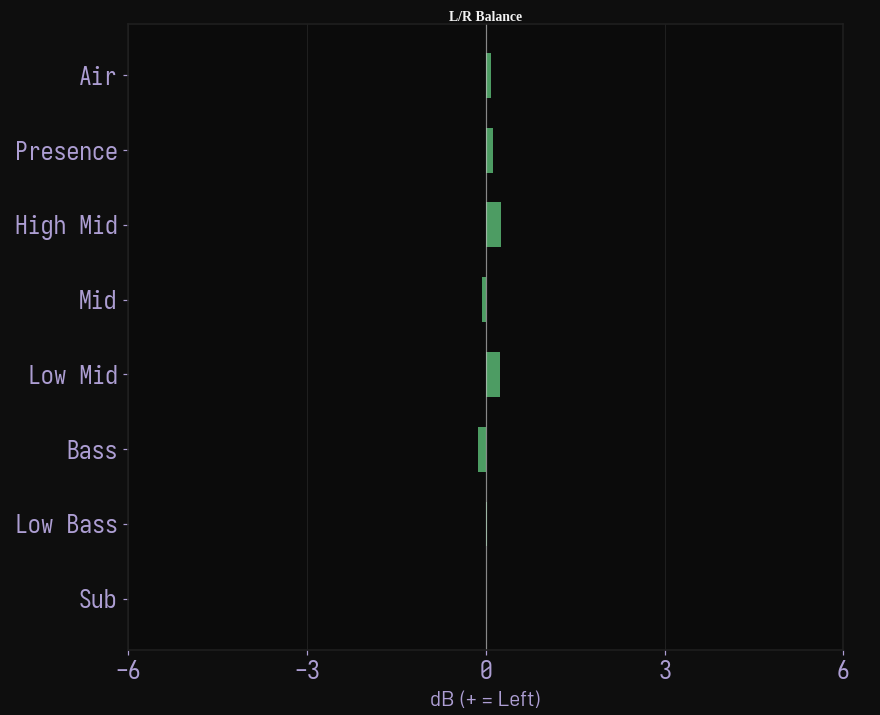 L/R Balance
Air
Presence
High Mid
Mid
Low Mid
Bass
Low Bass
Sub
−6 −3 0 3 6
dB (+ = Left)